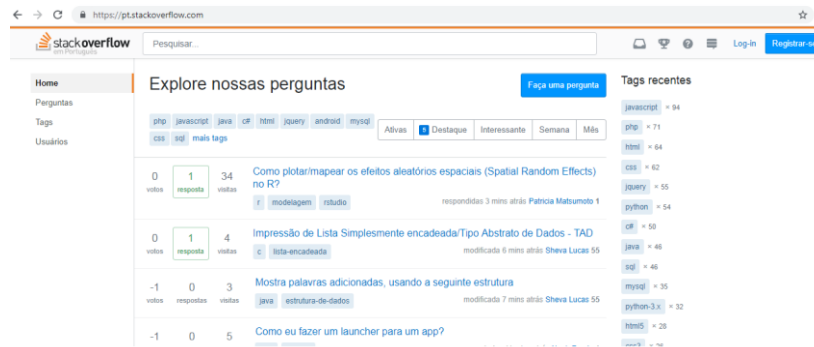 https://pt.stackoverflow.com
stackoverflow
em Português
Pesquisar...
Log-in
Registrar-s
Home
Perguntas
Tags
Usuários
Explore nossas perguntas
Faça uma pergunta
php javascript java c# html jquery android mysql
css sql mais tags
Ativas 8 Destaque Interessante Semana Mês
0 votos
1 resposta
34 visitas
Como plotar/mapear os efeitos aleatórios espaciais (Spatial Random Effects)
no R?
r modelagem rstudio
respondidas 3 mins atrás Patricia Matsumoto 1
0 votos
1 resposta
4 visitas
Impressão de Lista Simplesmente encadeada/Tipo Abstrato de Dados - TAD
c lista-encadeada
modificada 6 mins atrás Sheva Lucas 55
-1 votos
0 respostas
3 visitas
Mostra palavras adicionadas, usando a seguinte estrutura
java estrutura-de-dados
modificada 7 mins atrás Sheva Lucas 55
-1
0
5
Como eu fazer um launcher para um app?
Tags recentes
javascript × 94
php × 71
html × 64
css × 62
jquery × 55
python × 54
c# × 50
java × 46
sql × 46
mysql × 35
python-3.x × 32
html5 × 28